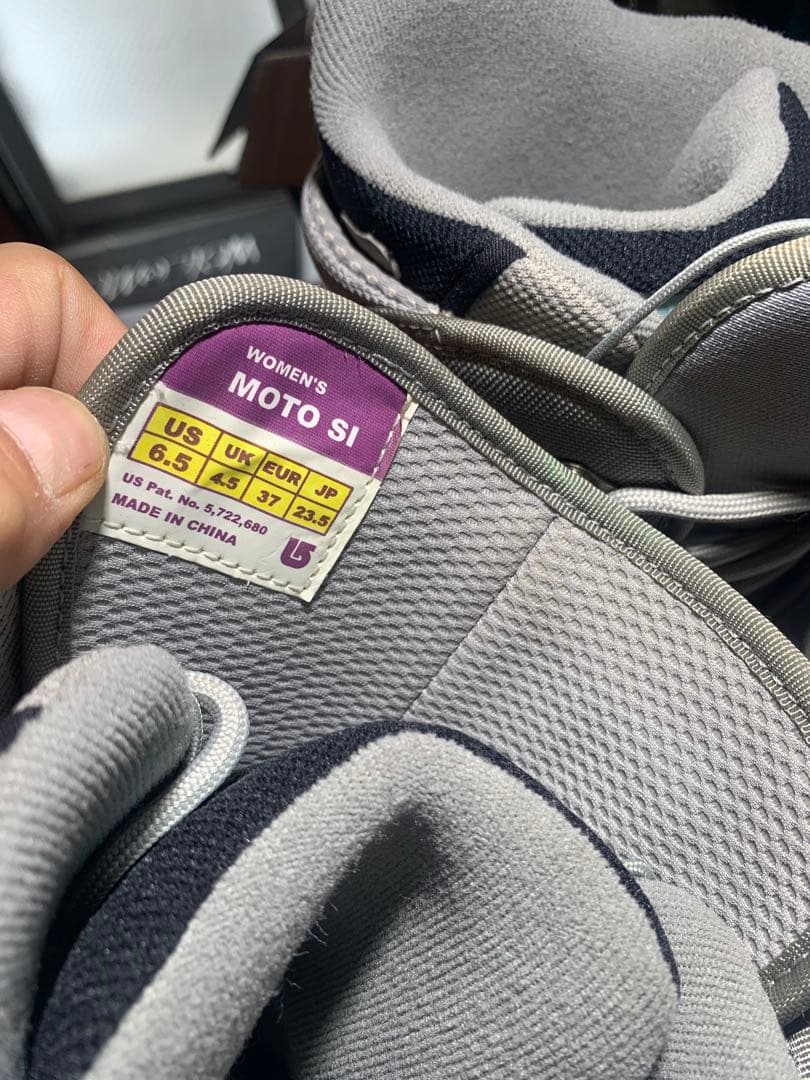 WOMEN'S
MOTO SI
US UK EUR JP
6.5 4.5 37 23.5
US Pat. No. 5,722,680
MADE IN CHINA